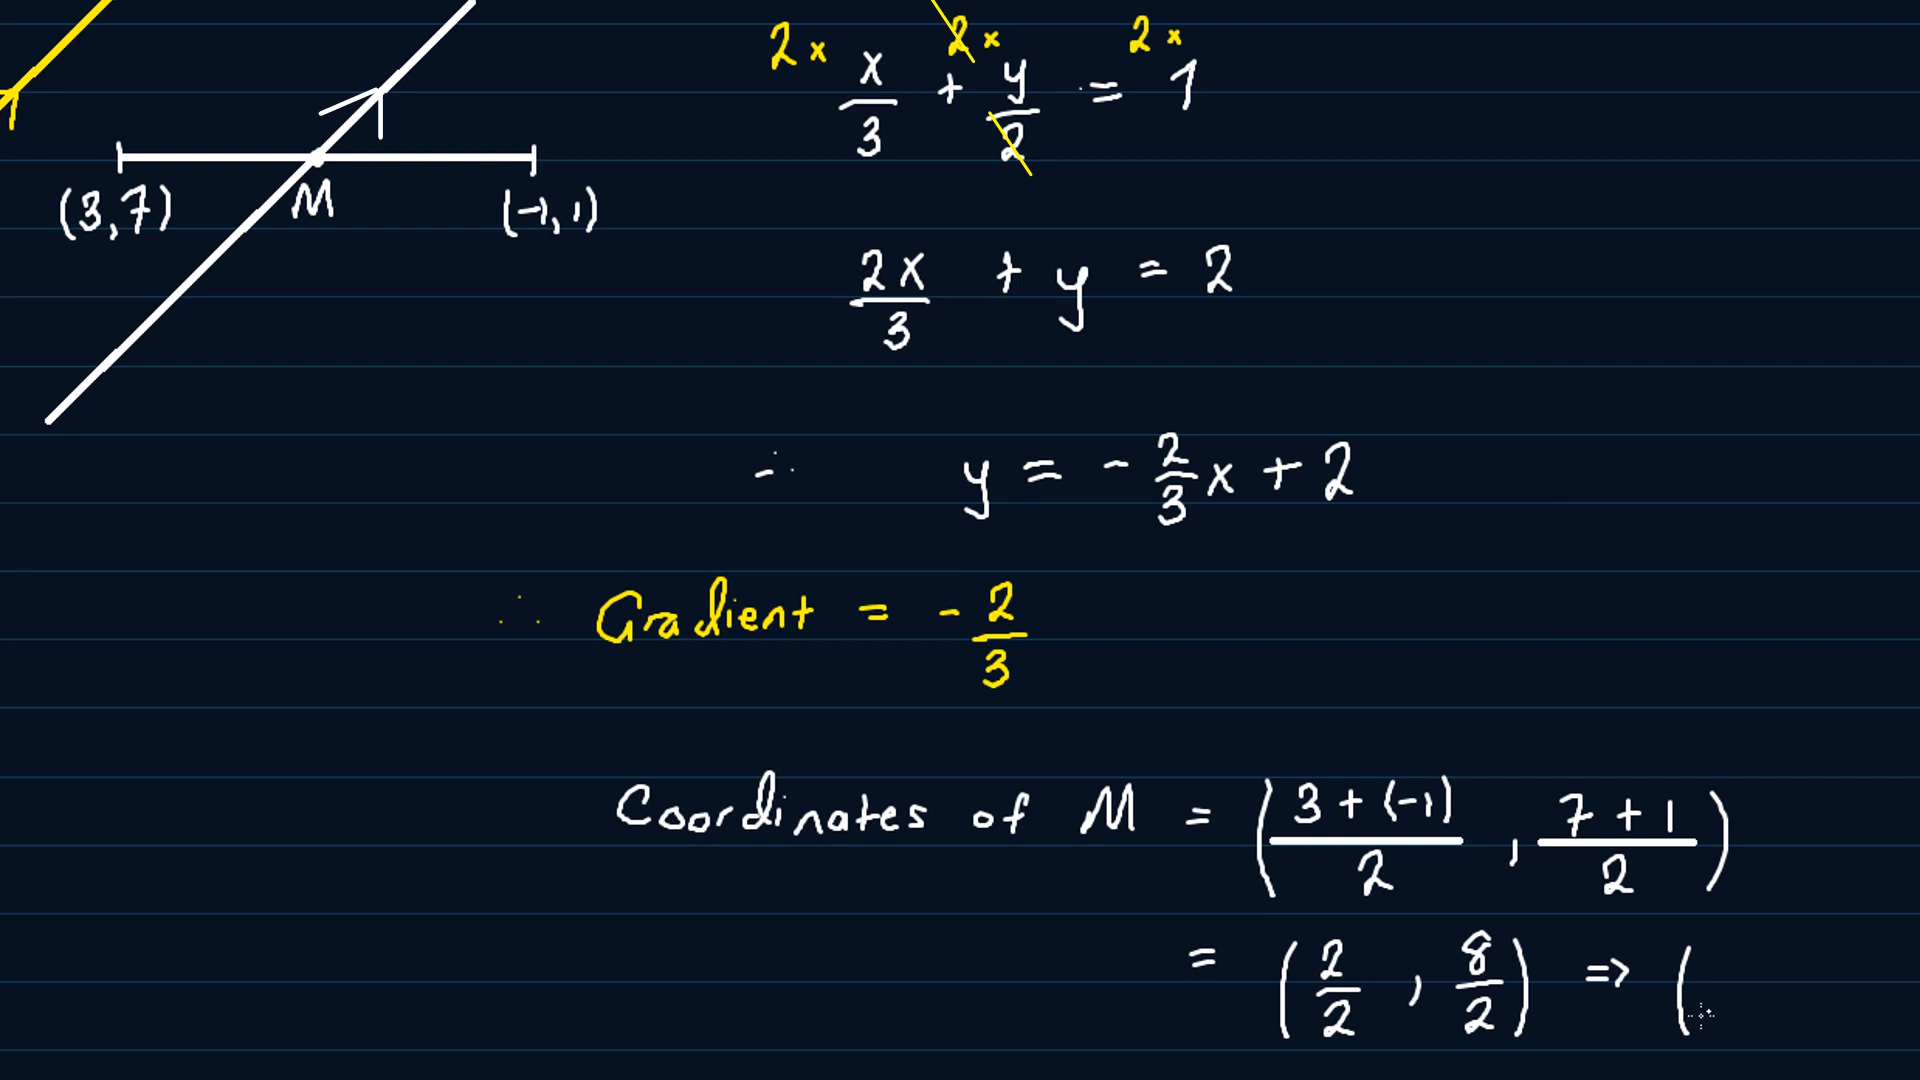 2 × x/3 + 2 × y/2 = 2 × 1
(3,7) M (-1, 1)
2x/3 + y = 2
∴ y = - 2/3 x + 2
∴ Gradient = - 2/3
Coordinates of M = ( 3 + (-1) / 2 , 7 + 1 / 2 )
= ( 2/2 , 8/2 ) => (